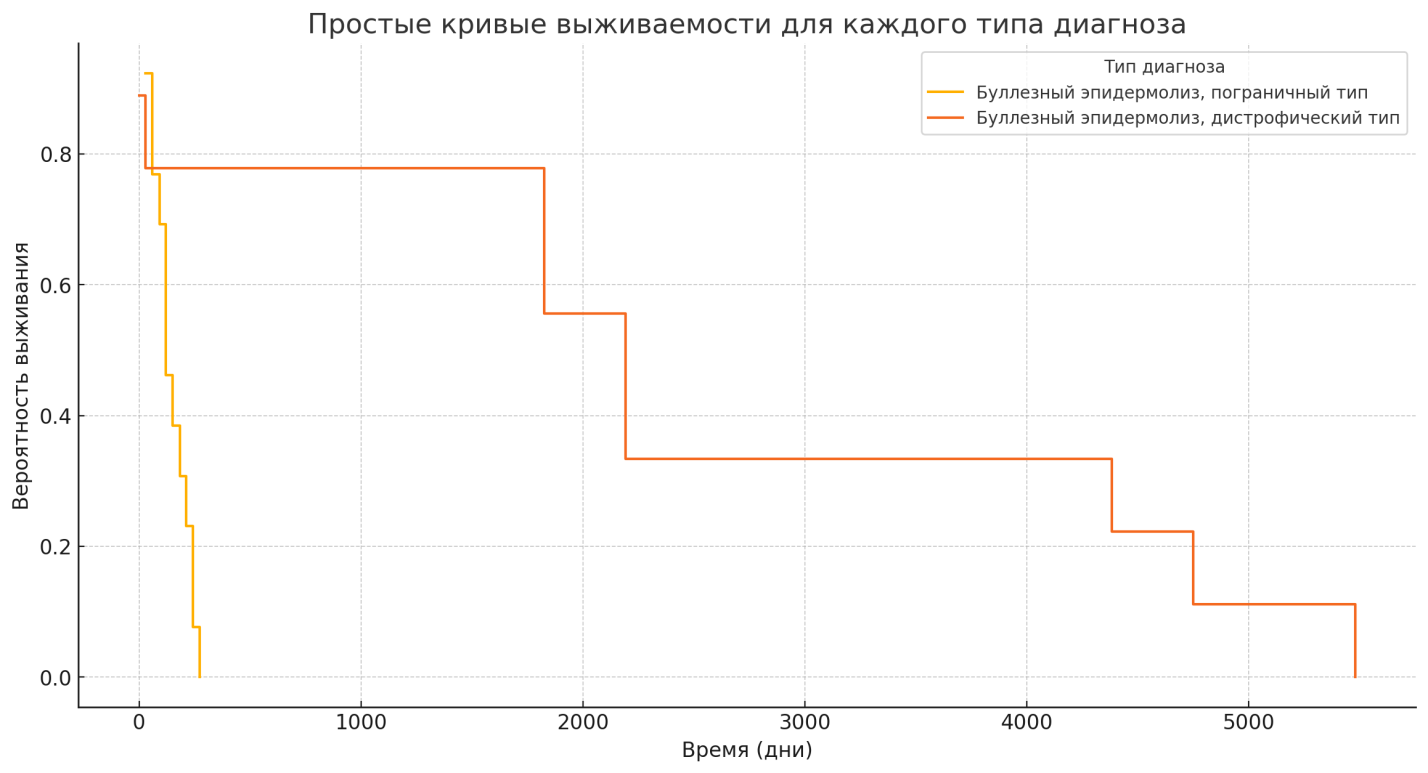 Простые кривые выживаемости для каждого типа диагноза
Тип диагноза
Буллезный эпидермолиз, пограничный тип
Буллезный эпидермолиз, дистрофический тип
Вероятность выживания
0.8
0.6
0.4
0.2
0.0
0 1000 2000 3000 4000 5000
Время (дни)